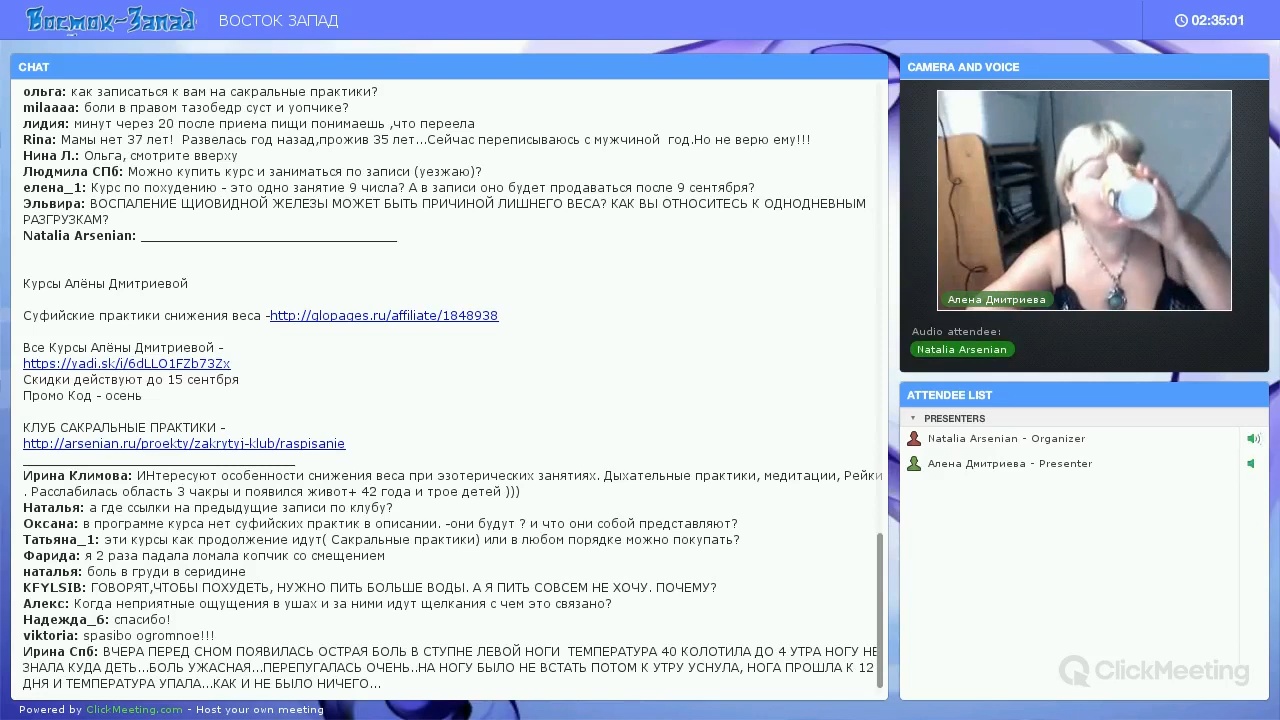 Восток-Запад
ВОСТОК ЗАПАД
02:35:01
CHAT
ольга: как записаться к вам на сакральные практики?
milaaaa: боли в правом тазобедр суст и уопчике?
лидия: минут через 20 после приема пищи понимаешь ,что переела
Rina: Мамы нет 37 лет! Развелась год назад,прожив 35 лет...Сейчас переписываюсь с мужчиной год.Но не верю ему!!!
Нина Л.: Ольга, смотрите вверху
Людмила СПб: Можно купить курс и заниматься по записи (уезжаю)?
елена_1: Курс по похудению - это одно занятие 9 числа? А в записи оно будет продаваться после 9 сентября?
Эльвира: ВОСПАЛЕНИЕ ЩИОВИДНОЙ ЖЕЛЕЗЫ МОЖЕТ БЫТЬ ПРИЧИНОЙ ЛИШНЕГО ВЕСА? КАК ВЫ ОТНОСИТЕСЬ К ОДНОДНЕВНЫМ
РАЗГРУЗКАМ?
Natalia Arsenian: ________________________________
Курсы Алёны Дмитриевой
Суфийские практики снижения веса -http://glopages.ru/affiliate/1848938
Все Курсы Алёны Дмитриевой -
https://yadi.sk/i/6dLLO1FZb73Zx
Скидки действуют до 15 сентбря
Промо Код - осень
КЛУБ САКРАЛЬНЫЕ ПРАКТИКИ -
http://arsenian.ru/proekty/zakrytyj-klub/raspisanie
__________________________________
Ирина Климова: ИНтересуют особенности снижения веса при эзотерических занятиях. Дыхательные практики, медитации, Рейки
. Расслабилась область 3 чакры и появился живот+ 42 года и трое детей )))
Наталья: а где ссылки на предыдущие записи по клубу?
Оксана: в программе курса нет суфийских практик в описании. -они будут ? и что они собой представляют?
Татьяна_1: эти курсы как продолжение идут( Сакральные практики) или в любом порядке можно покупать?
Фарида: я 2 раза падала ломала копчик со смещением
наталья: боль в груди в серидине
KFYLSIB: ГОВОРЯТ,ЧТОБЫ ПОХУДЕТЬ, НУЖНО ПИТЬ БОЛЬШЕ ВОДЫ. А Я ПИТЬ СОВСЕМ НЕ ХОЧУ. ПОЧЕМУ?
Алекс: Когда неприятные ощущения в ушах и за ними идут щелкания с чем это связано?
Надежда_6: спасибо!
viktoria: spasibo ogromnoe!!!
Ирина Спб: ВЧЕРА ПЕРЕД СНОМ ПОЯВИЛАСЬ ОСТРАЯ БОЛЬ В СТУПНЕ ЛЕВОЙ НОГИ ТЕМПЕРАТУРА 40 КОЛОТИЛА ДО 4 УТРА НОГУ НЕ
ЗНАЛА КУДА ДЕТЬ...БОЛЬ УЖАСНАЯ...ПЕРЕПУГАЛАСЬ ОЧЕНЬ..НА НОГУ БЫЛО НЕ ВСТАТЬ ПОТОМ К УТРУ УСНУЛА, НОГА ПРОШЛА К 12
ДНЯ И ТЕМПЕРАТУРА УПАЛА...КАК И НЕ БЫЛО НИЧЕГО...
CAMERA AND VOICE
Алена Дмитриева
Audio attendee:
Natalia Arsenian
ATTENDEE LIST
PRESENTERS
Natalia Arsenian - Organizer
Алена Дмитриева - Presenter
ClickMeeting
Powered by ClickMeeting.com - Host your own meeting